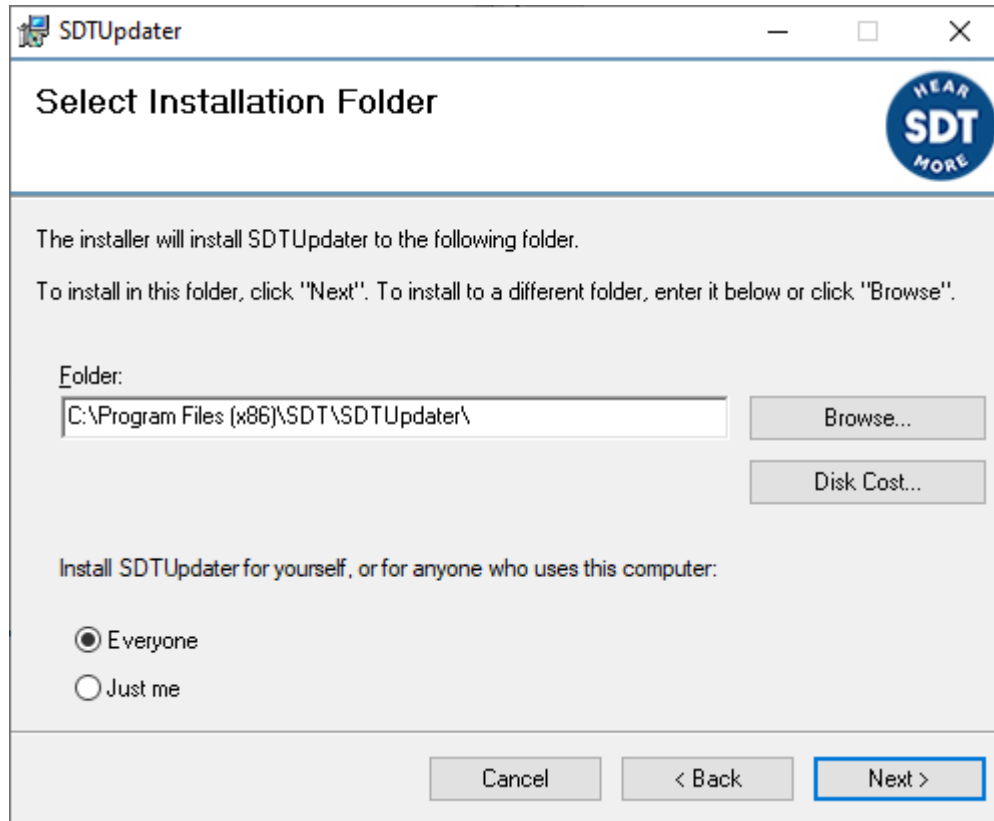 SDTUpdater
Select Installation Folder
HEAR
SDT
MORE
The installer will install SDTUpdater to the following folder.
To install in this folder, click "Next". To install to a different folder, enter it below or click "Browse".
Folder:
C:\Program Files (x86)\SDT\SDTUpdater\
Browse...
Disk Cost...
Install SDTUpdater for yourself, or for anyone who uses this computer:
Everyone
Just me
Cancel
< Back
Next >